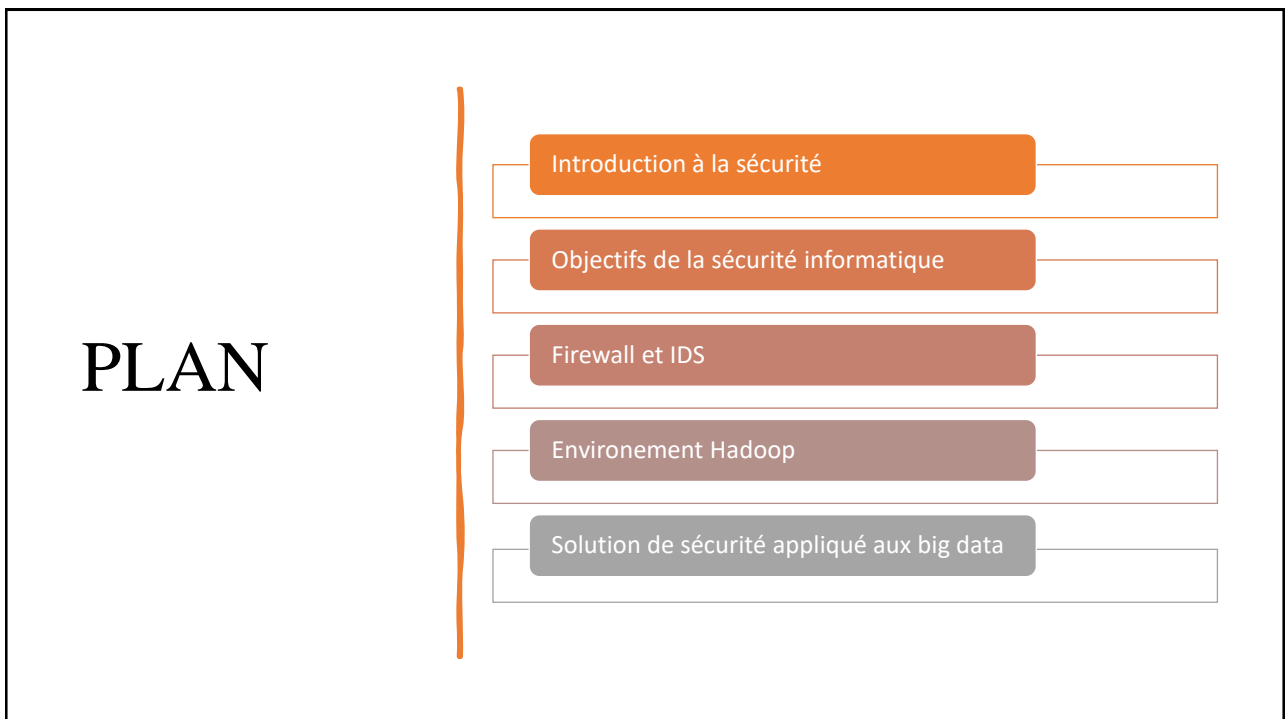 PLAN
Introduction à la sécurité
Objectifs de la sécurité informatique
Firewall et IDS
Environement Hadoop
Solution de sécurité appliqué aux big data